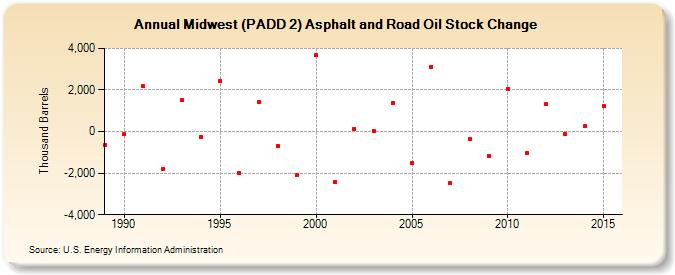 Annual Midwest (PADD 2) Asphalt and Road Oil Stock Change
Thousand Barrels
4,000
2,000
0
-2,000
-4,000
1990 1995 2000 2005 2010 2015
Source: U.S. Energy Information Administration